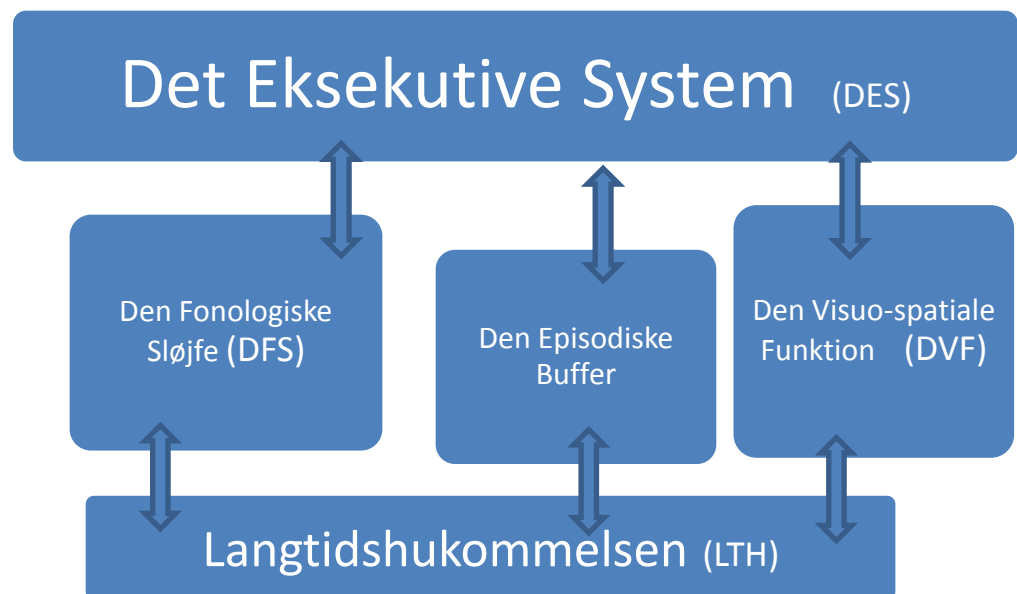 Det Eksekutive System (DES)
Den Fonologiske
Sløjfe (DFS)
Den Episodiske
Buffer
Den Visuo-spatiale
Funktion (DVF)
Langtidshukommelsen (LTH)